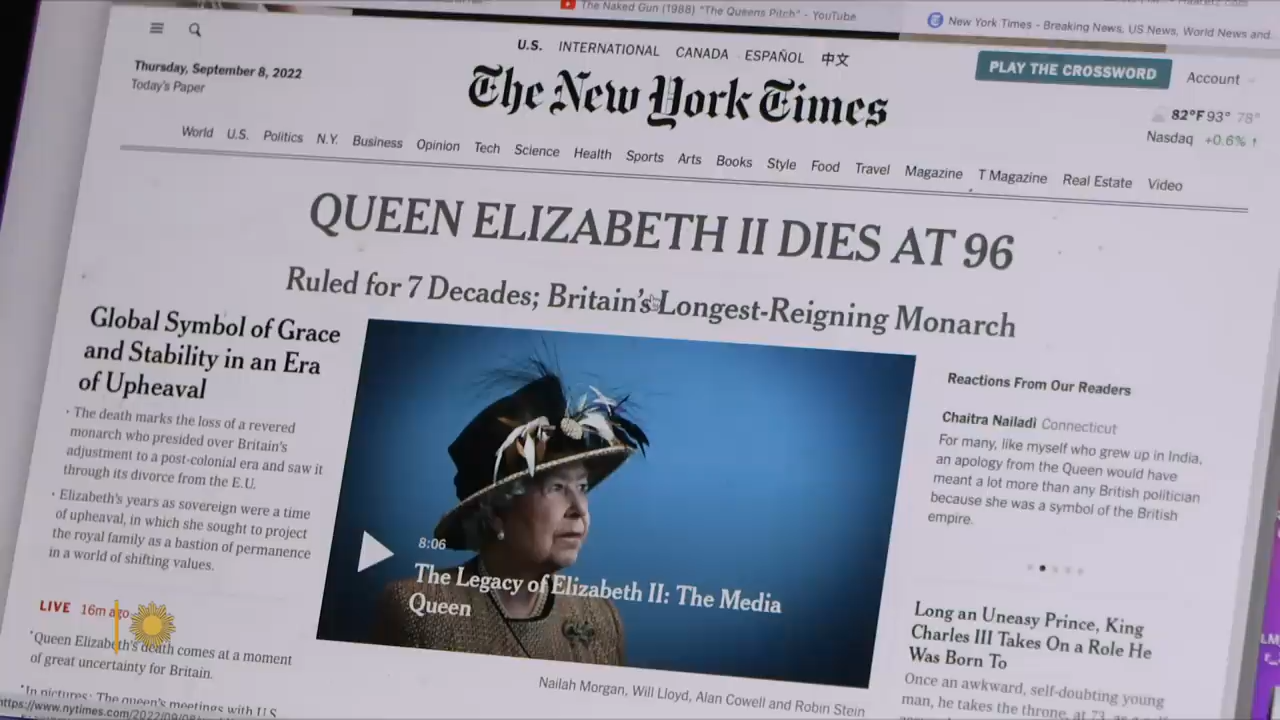 The Naked Gun (1988) "The Queens Pitch" - YouTube
New York Times - Breaking News, US News, World News and
U.S. INTERNATIONAL CANADA ESPAÑOL 中文
PLAY THE CROSSWORD
Account
Thursday, September 8, 2022
Today's Paper
The New York Times
82°F 93° 78°
Nasdaq +0.6% ↑
World U.S. Politics N.Y. Business Opinion Tech Science Health Sports Arts Books Style Food Travel Magazine T Magazine Real Estate Video
QUEEN ELIZABETH II DIES AT 96
Ruled for 7 Decades; Britain's Longest-Reigning Monarch
Global Symbol of Grace
and Stability in an Era
of Upheaval
· The death marks the loss of a revered
monarch who presided over Britain's
adjustment to a post-colonial era and saw it
through its divorce from the E.U.
· Elizabeth's years as sovereign were a time
of upheaval, in which she sought to project
the royal family as a bastion of permanence
in a world of shifting values.
LIVE 16m ago
Queen Elizabeth's death comes at a moment
of great uncertainty for Britain.
In pictures: The queen's meetings with U.S.
https://www.nytimes.com/2022/09/08/
8:06
The Legacy of Elizabeth II: The Media
Queen
Nailah Morgan, Will Lloyd, Alan Cowell and Robin Stein
Reactions From Our Readers
Chaitra Nailadi Connecticut
For many, like myself who grew up in India,
an apology from the Queen would have
meant a lot more than any British politician
because she was a symbol of the British
empire.
Long an Uneasy Prince, King
Charles III Takes On a Role He
Was Born To
Once an awkward, self-doubting young
man, he takes the throne, at 73, as a
LM